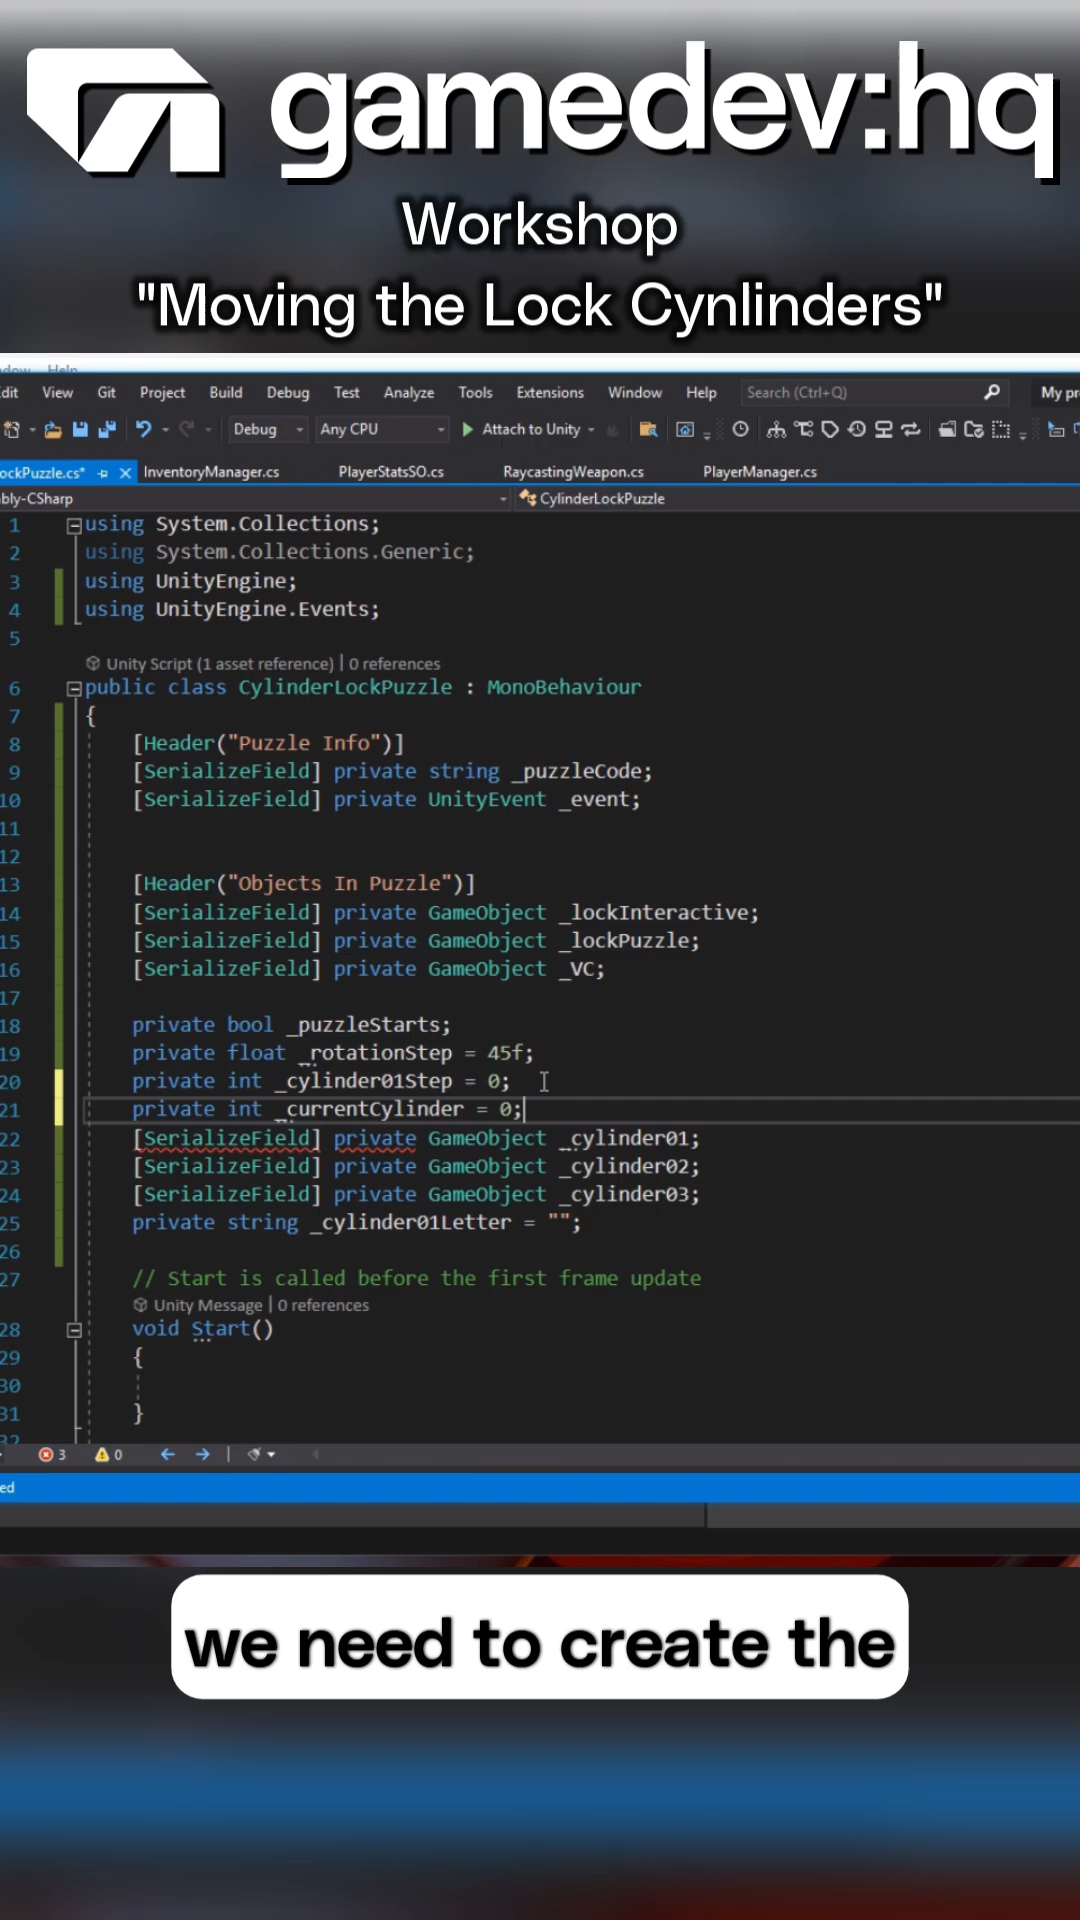 gamedev:hq
Workshop
"Moving the Lock Cynlinders"
Help
Edit View Git Project Build Debug Test Analyze Tools Extensions Window Help Search (Ctrl+Q) My
Debug Any CPU Attach to Unity
ockPuzzle.cs* InventoryManager.cs PlayerStatsSO.cs RaycastingWeapon.cs PlayerManager.cs
bly-CSharp CylinderLockPuzzle
1 using System.Collections;
2 using System.Collections.Generic;
3 using UnityEngine;
4 using UnityEngine.Events;
5
Unity Script (1 asset reference) | 0 references
6 public class CylinderLockPuzzle : MonoBehaviour
7 {
8 [Header("Puzzle Info")]
9 [SerializeField] private string _puzzleCode;
10 [SerializeField] private UnityEvent _event;
11
12
13 [Header("Objects In Puzzle")]
14 [SerializeField] private GameObject _lockInteractive;
15 [SerializeField] private GameObject _lockPuzzle;
16 [SerializeField] private GameObject _VC;
17
18 private bool _puzzleStarts;
19 private float _rotationStep = 45f;
20 private int _cylinder01Step = 0;
21 private int _currentCylinder = 0;
22 [SerializeField] private GameObject _cylinder01;
23 [SerializeField] private GameObject _cylinder02;
24 [SerializeField] private GameObject _cylinder03;
25 private string _cylinder01Letter = "";
26
27 // Start is called before the first frame update
Unity Message | 0 references
28 void Start()
29 {
30
31 }
32
3 0
ed
we need to create the